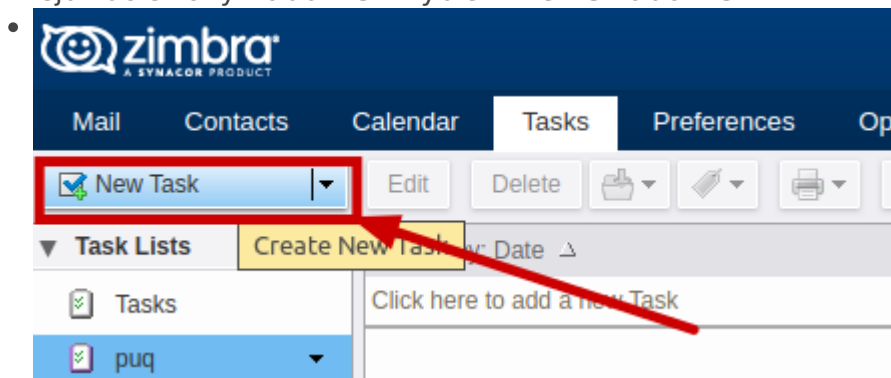 zimbra
A SYNACOR PRODUCT
Mail Contacts Calendar Tasks Preferences Op
New Task Edit Delete
Task Lists Create New Task y: Date
Tasks Click here to add a new Task
puq